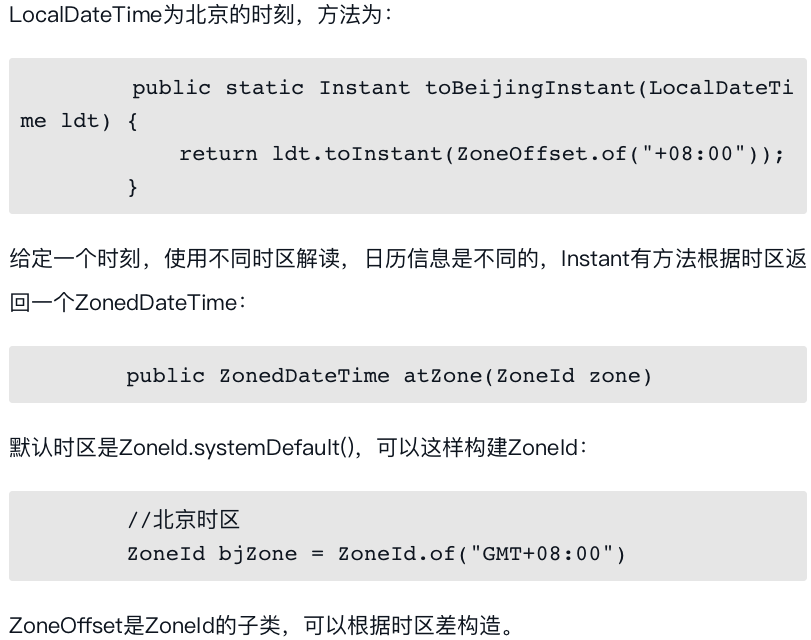 LocalDateTime为北京的时刻，方法为：
public static Instant toBeijingInstant(LocalDateTi
me ldt) {
return ldt.toInstant(ZoneOffset.of("+08:00"));
}
给定一个时刻，使用不同时区解读，日历信息是不同的，Instant有方法根据时区返
回一个ZonedDateTime：
public ZonedDateTime atZone(ZoneId zone)
默认时区是ZoneId.systemDefault()，可以这样构建ZoneId：
//北京时区
ZoneId bjZone = ZoneId.of("GMT+08:00")
ZoneOffset是ZoneId的子类，可以根据时区差构造。